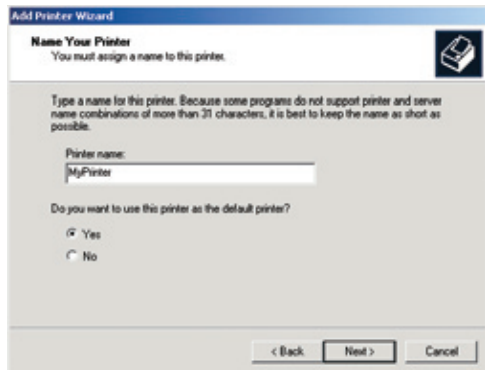 Add Printer Wizard
Name Your Printer
You must assign a name to this printer.
Type a name for this printer. Because some programs do not support printer and server
name combinations of more than 31 characters, it is best to keep the name as short as
possible.
Printer name:
MyPrinter
Do you want to use this printer as the default printer?
Yes
No
< Back
Next >
Cancel